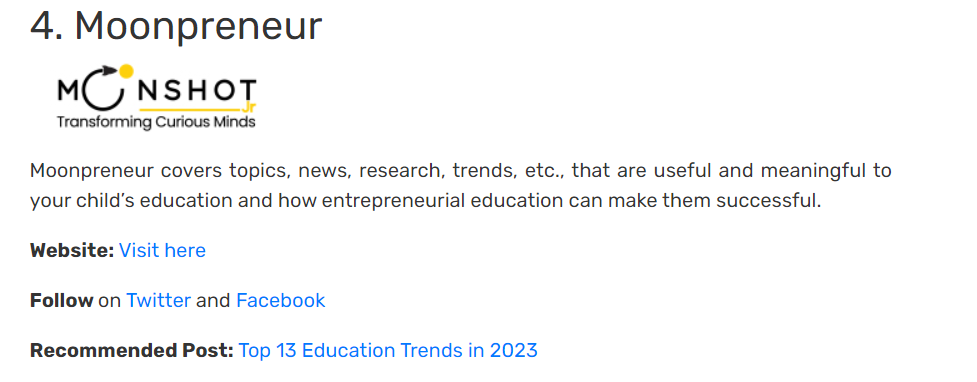 4. Moonpreneur
MOONSHOT
Jr
Transforming Curious Minds
Moonpreneur covers topics, news, research, trends, etc., that are useful and meaningful to
your child’s education and how entrepreneurial education can make them successful.
Website: Visit here
Follow on Twitter and Facebook
Recommended Post: Top 13 Education Trends in 2023